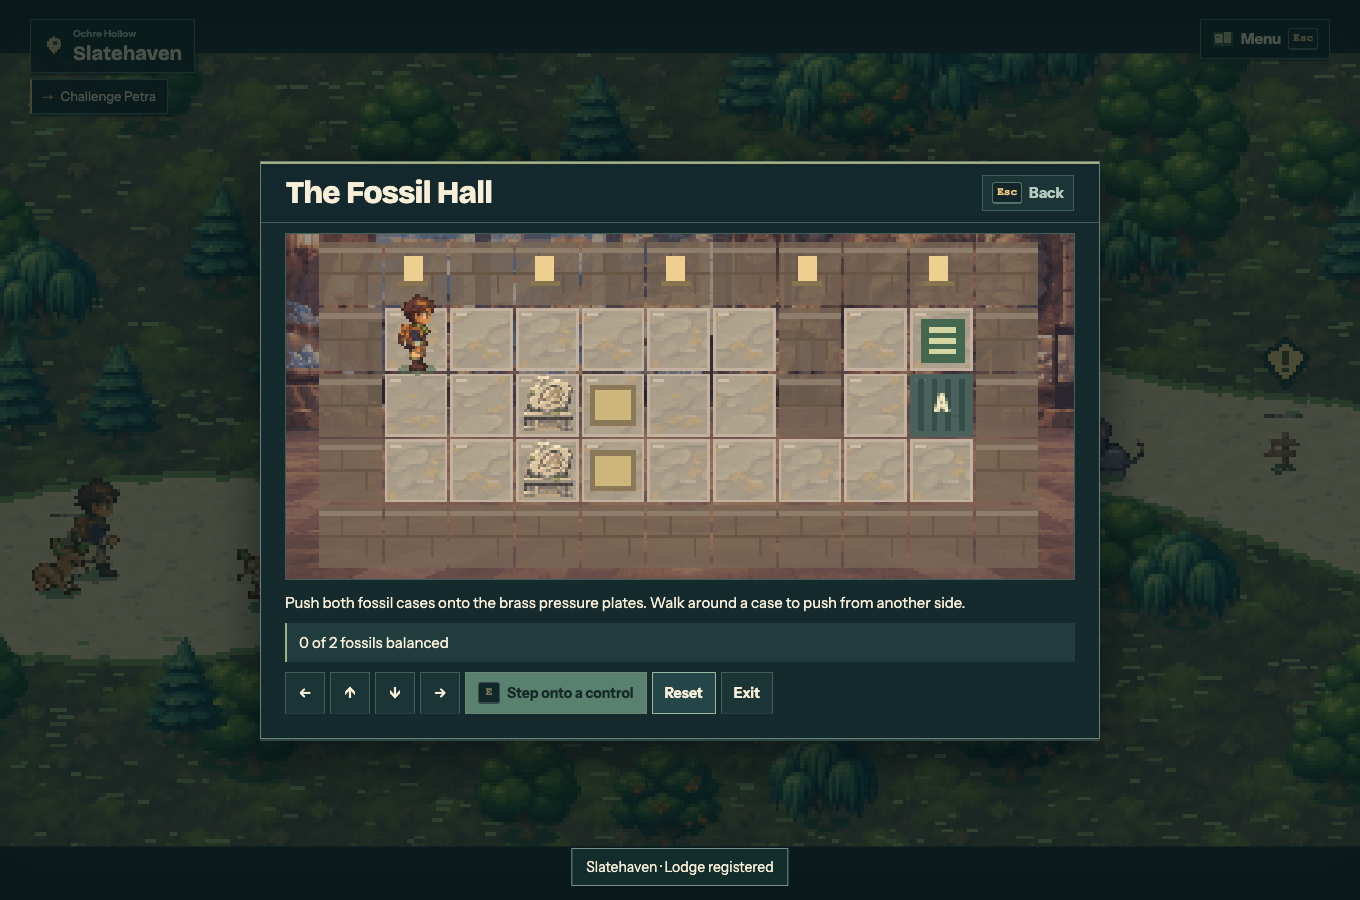 Ochre Hollow
Slatehaven
→ Challenge Petra
Menu Esc
The Fossil Hall
Esc Back
A
Push both fossil cases onto the brass pressure plates. Walk around a case to push from another side.
0 of 2 fossils balanced
← ↑ ↓ → E Step onto a control Reset Exit
Slatehaven · Lodge registered